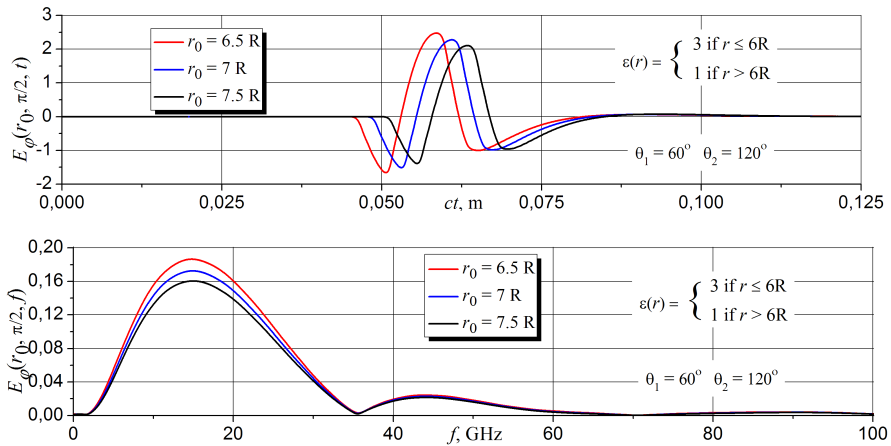 E_φ(r₀, π/2, t)
3
2
1
0
-1
-2
r₀ = 6.5 R
r₀ = 7 R
r₀ = 7.5 R
ε(r) = { 3 if r ≤ 6R
1 if r > 6R
θ₁ = 60° θ₂ = 120°
0,000 0,025 0,050 0,075 0,100 0,125
ct, m
E_φ(r₀, π/2, f)
0,20
0,16
0,12
0,08
0,04
0,00
r₀ = 6.5 R
r₀ = 7 R
r₀ = 7.5 R
ε(r) = { 3 if r ≤ 6R
1 if r > 6R
θ₁ = 60° θ₂ = 120°
0 20 40 60 80 100
f, GHz